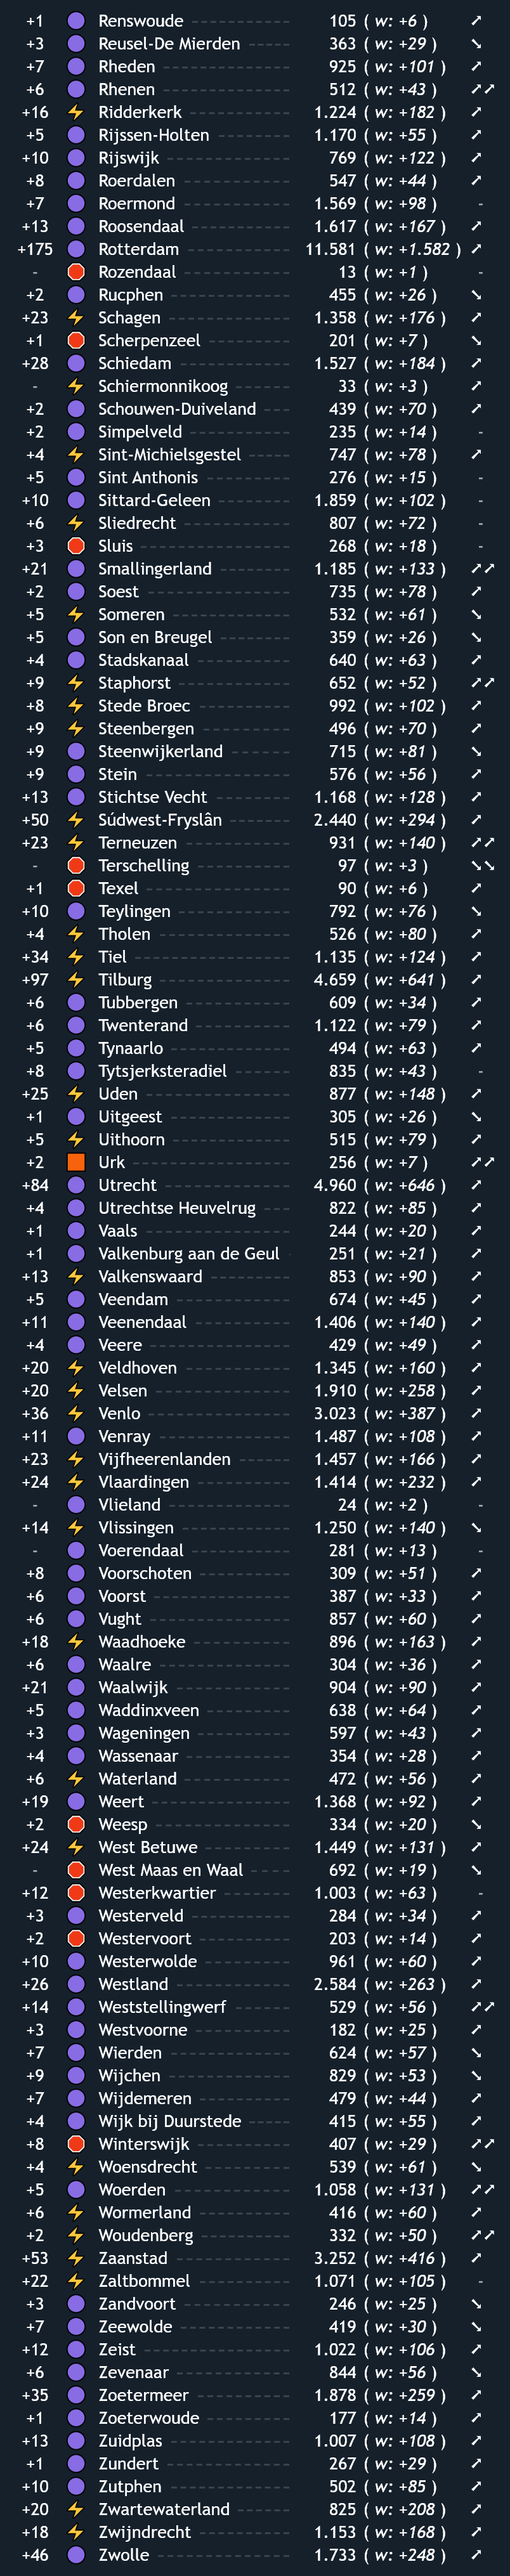 +1 Renswoude 105 ( w: +6 ) ➚
+3 Reusel-De Mierden 363 ( w: +29 ) ➘
+7 Rheden 925 ( w: +101 ) ➚
+6 Rhenen 512 ( w: +43 ) ➚➚
+16 Ridderkerk 1.224 ( w: +182 ) ➚
+5 Rijssen-Holten 1.170 ( w: +55 ) ➚
+10 Rijswijk 769 ( w: +122 ) ➚
+8 Roerdalen 547 ( w: +44 ) ➚
+7 Roermond 1.569 ( w: +98 ) -
+13 Roosendaal 1.617 ( w: +167 ) ➚
+175 Rotterdam 11.581 ( w: +1.582 ) ➚
- Rozendaal 13 ( w: +1 ) -
+2 Rucphen 455 ( w: +26 ) ➘
+23 Schagen 1.358 ( w: +176 ) ➚
+1 Scherpenzeel 201 ( w: +7 ) ➘
+28 Schiedam 1.527 ( w: +184 ) ➚
- Schiermonnikoog 33 ( w: +3 ) ➚
+2 Schouwen-Duiveland 439 ( w: +70 ) ➚
+2 Simpelveld 235 ( w: +14 ) -
+4 Sint-Michielsgestel 747 ( w: +78 ) ➚
+5 Sint Anthonis 276 ( w: +15 ) -
+10 Sittard-Geleen 1.859 ( w: +102 ) -
+6 Sliedrecht 807 ( w: +72 ) -
+3 Sluis 268 ( w: +18 ) -
+21 Smallingerland 1.185 ( w: +133 ) ➚➚
+2 Soest 735 ( w: +78 ) ➚
+5 Someren 532 ( w: +61 ) ➘
+5 Son en Breugel 359 ( w: +26 ) ➘
+4 Stadskanaal 640 ( w: +63 ) ➚
+9 Staphorst 652 ( w: +52 ) ➚➚
+8 Stede Broec 992 ( w: +102 ) ➚
+9 Steenbergen 496 ( w: +70 ) ➚
+9 Steenwijkerland 715 ( w: +81 ) ➘
+9 Stein 576 ( w: +56 ) ➚
+13 Stichtse Vecht 1.168 ( w: +128 ) ➚
+50 Súdwest-Fryslân 2.440 ( w: +294 ) ➚
+23 Terneuzen 931 ( w: +140 ) ➚➚
- Terschelling 97 ( w: +3 ) ➘➘
+1 Texel 90 ( w: +6 ) ➚
+10 Teylingen 792 ( w: +76 ) ➘
+4 Tholen 526 ( w: +80 ) ➚
+34 Tiel 1.135 ( w: +124 ) ➚
+97 Tilburg 4.659 ( w: +641 ) ➚
+6 Tubbergen 609 ( w: +34 ) ➚
+6 Twenterand 1.122 ( w: +79 ) ➚
+5 Tynaarlo 494 ( w: +63 ) ➚
+8 Tytsjerksteradiel 835 ( w: +43 ) -
+25 Uden 877 ( w: +148 ) ➚
+1 Uitgeest 305 ( w: +26 ) ➘
+5 Uithoorn 515 ( w: +79 ) ➚
+2 Urk 256 ( w: +7 ) ➚➚
+84 Utrecht 4.960 ( w: +646 ) ➚
+4 Utrechtse Heuvelrug 822 ( w: +85 ) ➚
+1 Vaals 244 ( w: +20 ) ➚
+1 Valkenburg aan de Geul 251 ( w: +21 ) ➚
+13 Valkenswaard 853 ( w: +90 ) ➚
+5 Veendam 674 ( w: +45 ) ➚
+11 Veenendaal 1.406 ( w: +140 ) ➚
+4 Veere 429 ( w: +49 ) ➚
+20 Veldhoven 1.345 ( w: +160 ) ➚
+20 Velsen 1.910 ( w: +258 ) ➚
+36 Venlo 3.023 ( w: +387 ) ➚
+11 Venray 1.487 ( w: +108 ) ➚
+23 Vijfheerenlanden 1.457 ( w: +166 ) ➚
+24 Vlaardingen 1.414 ( w: +232 ) ➚
- Vlieland 24 ( w: +2 ) -
+14 Vlissingen 1.250 ( w: +140 ) ➘
- Voerendaal 281 ( w: +13 ) -
+8 Voorschoten 309 ( w: +51 ) ➚
+6 Voorst 387 ( w: +33 ) ➚
+6 Vught 857 ( w: +60 ) ➚
+18 Waadhoeke 896 ( w: +163 ) ➚
+6 Waalre 304 ( w: +36 ) ➚
+21 Waalwijk 904 ( w: +90 ) ➚
+5 Waddinxveen 638 ( w: +64 ) ➚
+3 Wageningen 597 ( w: +43 ) ➚
+4 Wassenaar 354 ( w: +28 ) ➚
+6 Waterland 472 ( w: +56 ) ➚
+19 Weert 1.368 ( w: +92 ) ➚
+2 Weesp 334 ( w: +20 ) ➘
+24 West Betuwe 1.449 ( w: +131 ) ➚
- West Maas en Waal 692 ( w: +19 ) ➘
+12 Westerkwartier 1.003 ( w: +63 ) -
+3 Westerveld 284 ( w: +34 ) ➚
+2 Westervoort 203 ( w: +14 ) ➚
+10 Westerwolde 961 ( w: +60 ) ➚
+26 Westland 2.584 ( w: +263 ) ➚
+14 Weststellingwerf 529 ( w: +56 ) ➚➚
+3 Westvoorne 182 ( w: +25 ) ➚
+7 Wierden 624 ( w: +57 ) ➘
+9 Wijchen 829 ( w: +53 ) ➘
+7 Wijdemeren 479 ( w: +44 ) ➚
+4 Wijk bij Duurstede 415 ( w: +55 ) ➚
+8 Winterswijk 407 ( w: +29 ) ➚➚
+4 Woensdrecht 539 ( w: +61 ) ➘
+5 Woerden 1.058 ( w: +131 ) ➚➚
+6 Wormerland 416 ( w: +60 ) ➚
+2 Woudenberg 332 ( w: +50 ) ➚➚
+53 Zaanstad 3.252 ( w: +416 ) ➚
+22 Zaltbommel 1.071 ( w: +105 ) -
+3 Zandvoort 246 ( w: +25 ) ➘
+7 Zeewolde 419 ( w: +30 ) ➘
+12 Zeist 1.022 ( w: +106 ) ➚
+6 Zevenaar 844 ( w: +56 ) ➘
+35 Zoetermeer 1.878 ( w: +259 ) ➚
+1 Zoeterwoude 177 ( w: +14 ) ➚
+13 Zuidplas 1.007 ( w: +108 ) ➚
+1 Zundert 267 ( w: +29 ) ➚
+10 Zutphen 502 ( w: +85 ) ➚
+20 Zwartewaterland 825 ( w: +208 ) ➚
+18 Zwijndrecht 1.153 ( w: +168 ) ➚
+46 Zwolle 1.733 ( w: +248 ) ➚